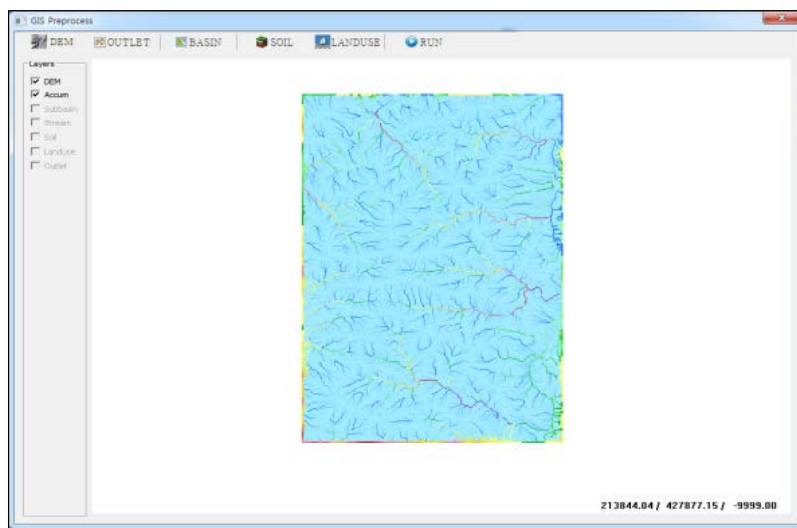 GIS Preprocess
DEM OUTLET BASIN SOIL LANDUSE RUN
Layers
DEM
Accum
Subbasin
Stream
Soil
Landuse
Outlet
213844.04 / 427877.15 / -9999.00